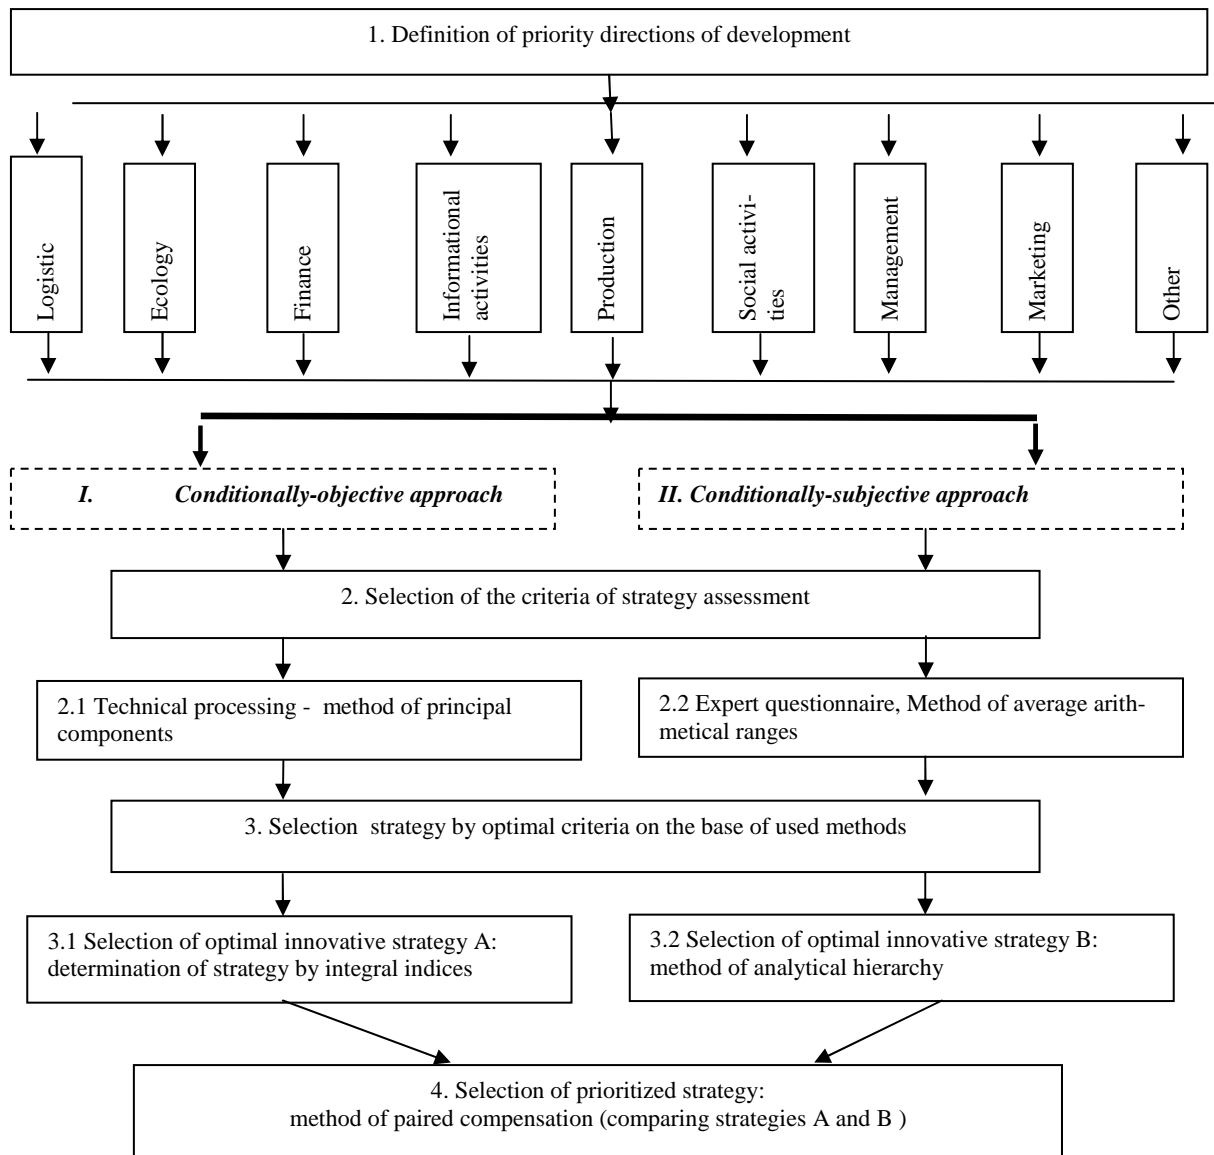 1. Definition of priority directions of development
Logistic
Ecology
Finance
Informational
activities
Production
Social activi-
ties
Management
Marketing
Other
I. Conditionally-objective approach
II. Conditionally-subjective approach
2. Selection of the criteria of strategy assessment
2.1 Technical processing - method of principal
components
2.2 Expert questionnaire, Method of average arith-
metical ranges
3. Selection strategy by optimal criteria on the base of used methods
3.1 Selection of optimal innovative strategy A:
determination of strategy by integral indices
3.2 Selection of optimal innovative strategy B:
method of analytical hierarchy
4. Selection of prioritized strategy:
method of paired compensation (comparing strategies A and B )